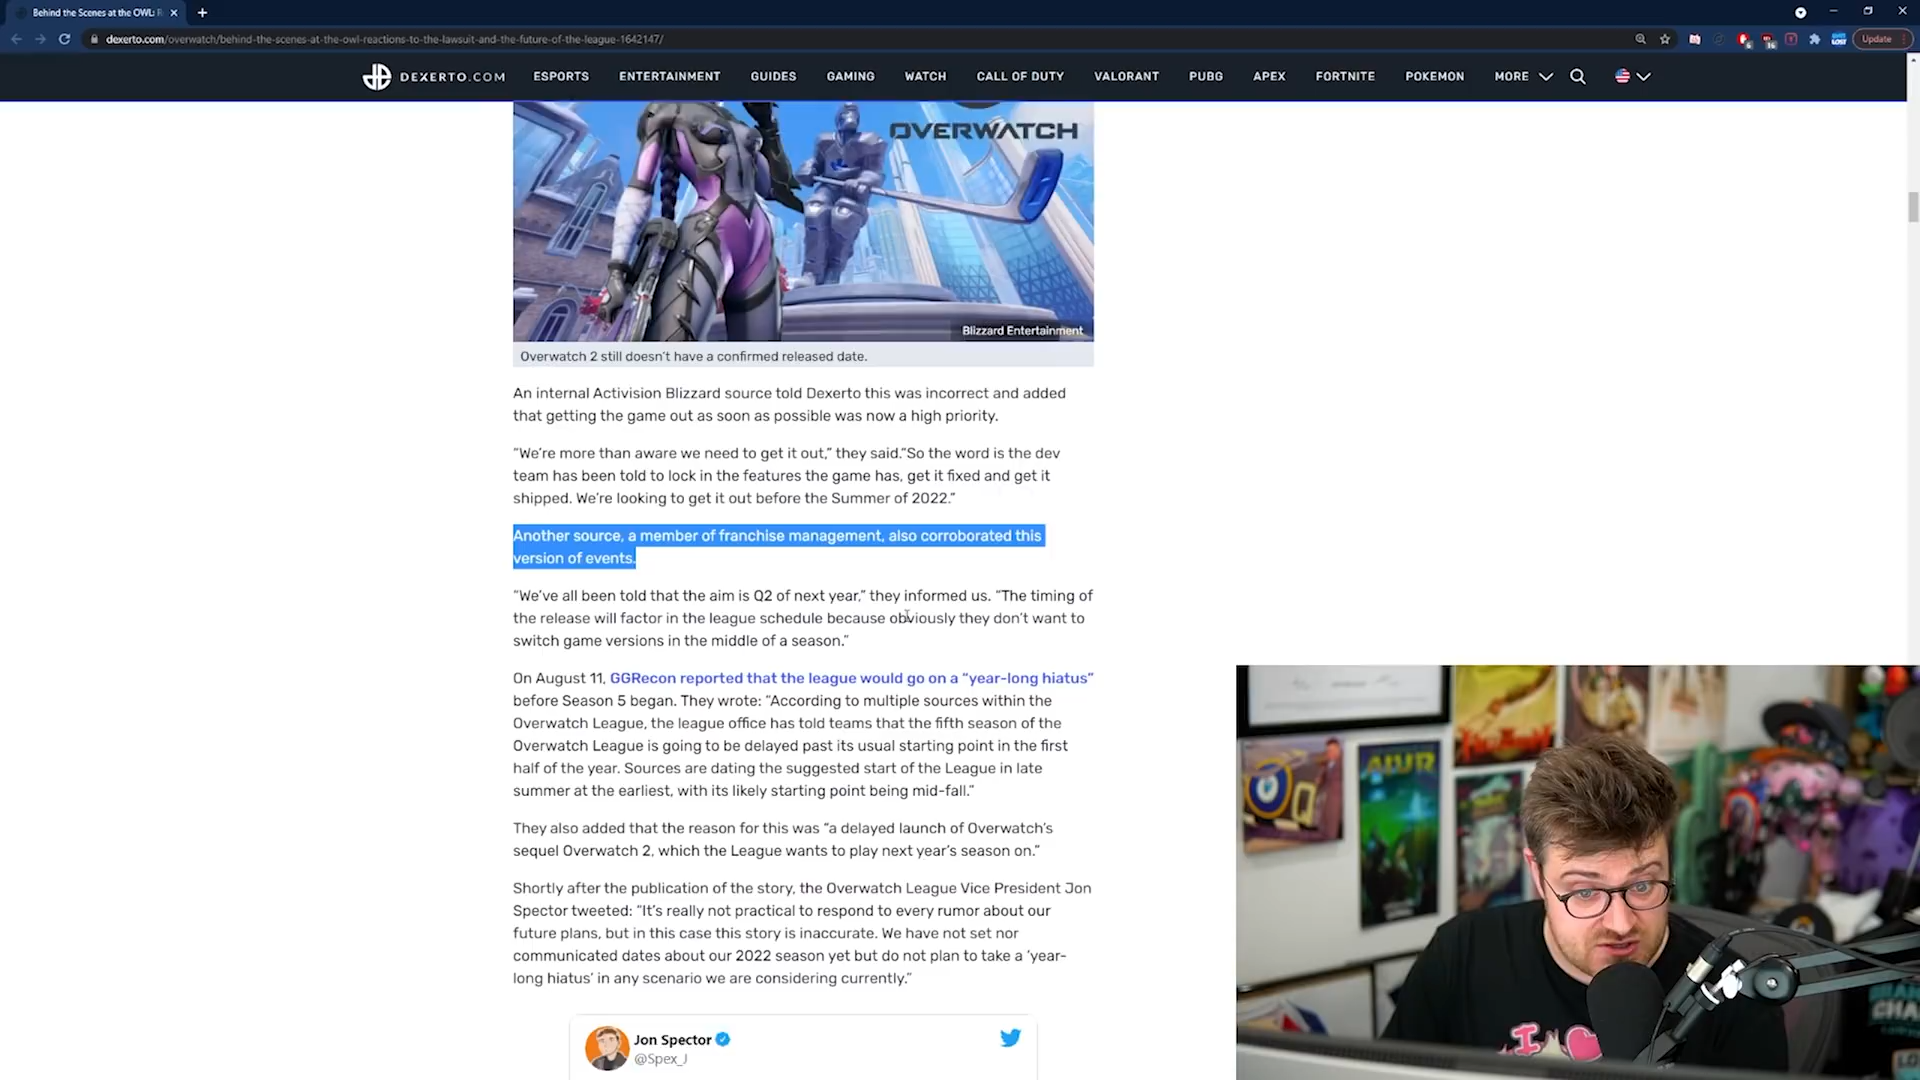 Behind the Scenes at the OWL: R
dexerto.com/overwatch/behind-the-scenes-at-the-owl-reactions-to-the-lawsuit-and-the-future-of-the-league-1642147/
Update
DEXERTO.COM
ESPORTS
ENTERTAINMENT
GUIDES
GAMING
WATCH
CALL OF DUTY
VALORANT
PUBG
APEX
FORTNITE
POKEMON
MORE
OVERWATCH
Blizzard Entertainment
Overwatch 2 still doesn't have a confirmed released date.
An internal Activision Blizzard source told Dexerto this was incorrect and added
that getting the game out as soon as possible was now a high priority.
“We're more than aware we need to get it out,” they said.“So the word is the dev
team has been told to lock in the features the game has, get it fixed and get it
shipped. We're looking to get it out before the Summer of 2022.”
Another source, a member of franchise management, also corroborated this
version of events.
“We've all been told that the aim is Q2 of next year,” they informed us. “The timing of
the release will factor in the league schedule because obviously they don't want to
switch game versions in the middle of a season.”
On August 11, GGRecon reported that the league would go on a “year-long hiatus”
before Season 5 began. They wrote: “According to multiple sources within the
Overwatch League, the league office has told teams that the fifth season of the
Overwatch League is going to be delayed past its usual starting point in the first
half of the year. Sources are dating the suggested start of the League in late
summer at the earliest, with its likely starting point being mid-fall.”
They also added that the reason for this was “a delayed launch of Overwatch's
sequel Overwatch 2, which the League wants to play next year's season on.”
Shortly after the publication of the story, the Overwatch League Vice President Jon
Spector tweeted: “It's really not practical to respond to every rumor about our
future plans, but in this case this story is inaccurate. We have not set nor
communicated dates about our 2022 season yet but do not plan to take a ‘year-
long hiatus’ in any scenario we are considering currently.”
Jon Spector
@Spex_J